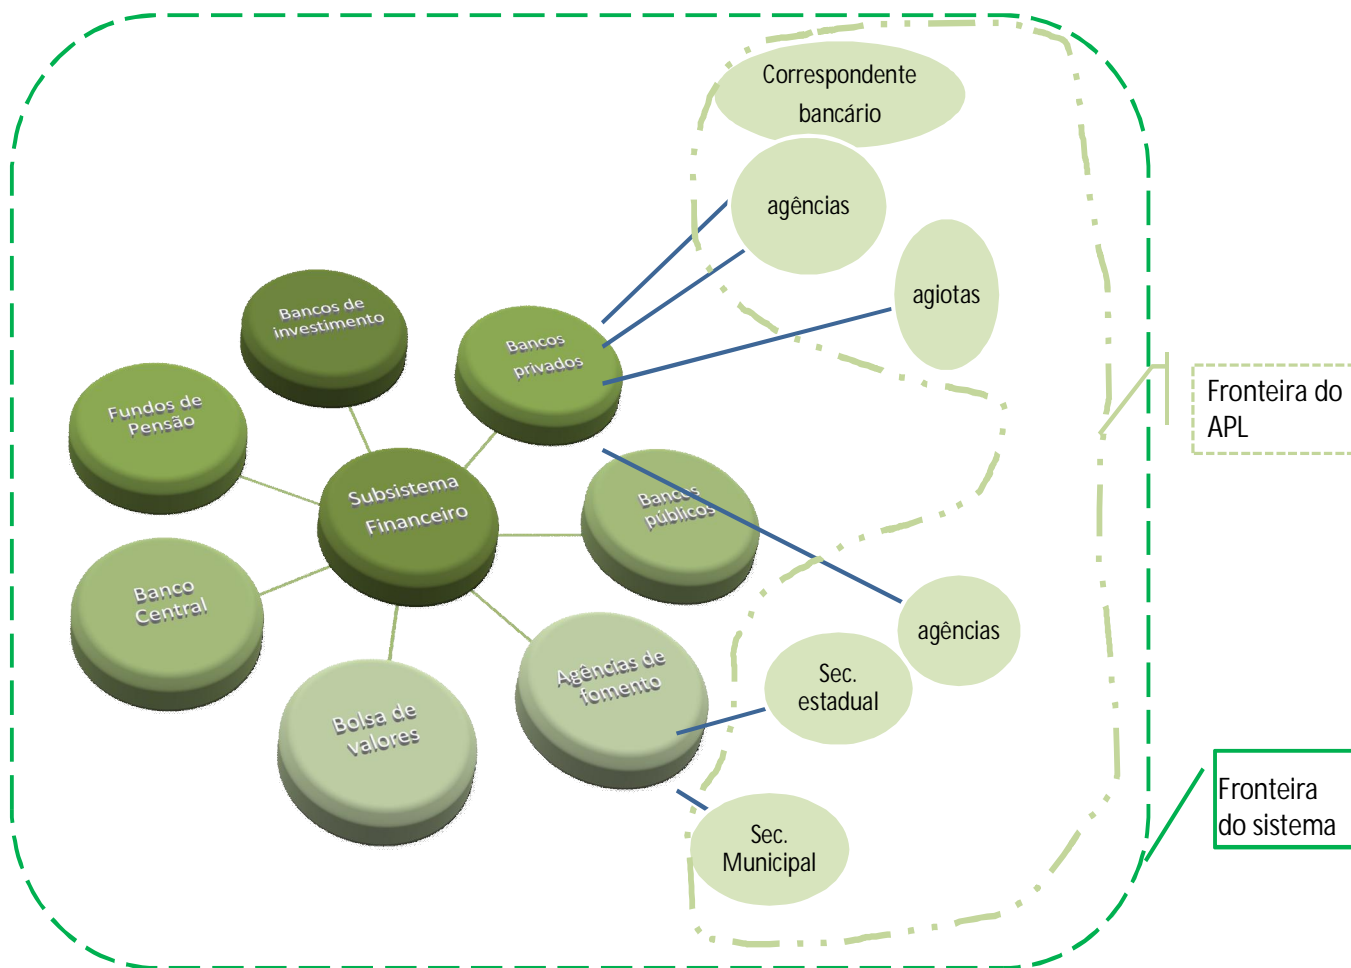 Correspondente
bancário
agências
agiotas
Bancos de
investimento
Bancos
privados
Fundos de
Pensão
Fronteira do
APL
Subsistema
Financeiro
Bancos
públicos
Banco
Central
agências
Sec.
estadual
Agências de
fomento
Bolsa de
valores
Fronteira
do sistema
Sec.
Municipal